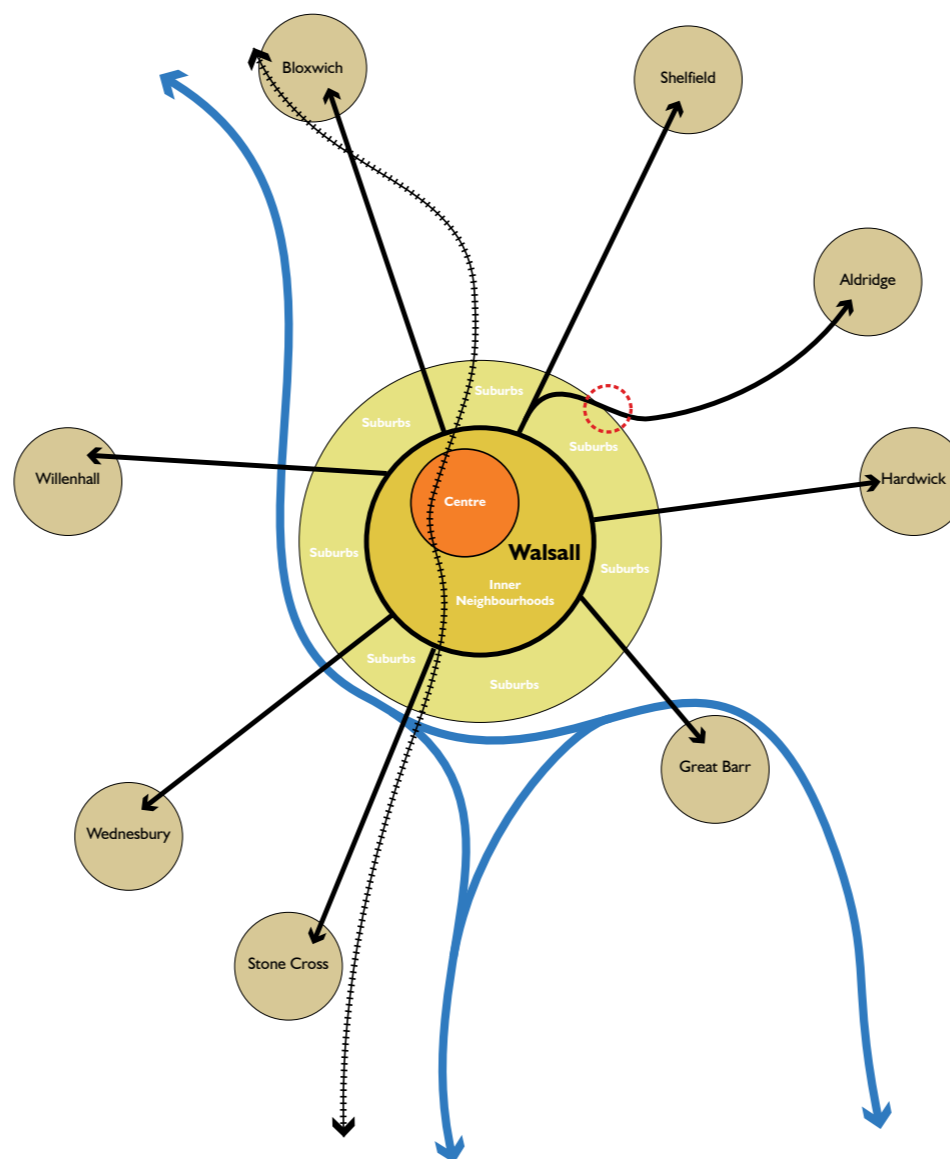 Bloxwich
Shelfield
Aldridge
Suburbs
Suburbs
Suburbs
Willenhall
Hardwick
Centre
Suburbs
Walsall
Suburbs
Inner
Neighbourhoods
Suburbs
Suburbs
Great Barr
Wednesbury
Stone Cross